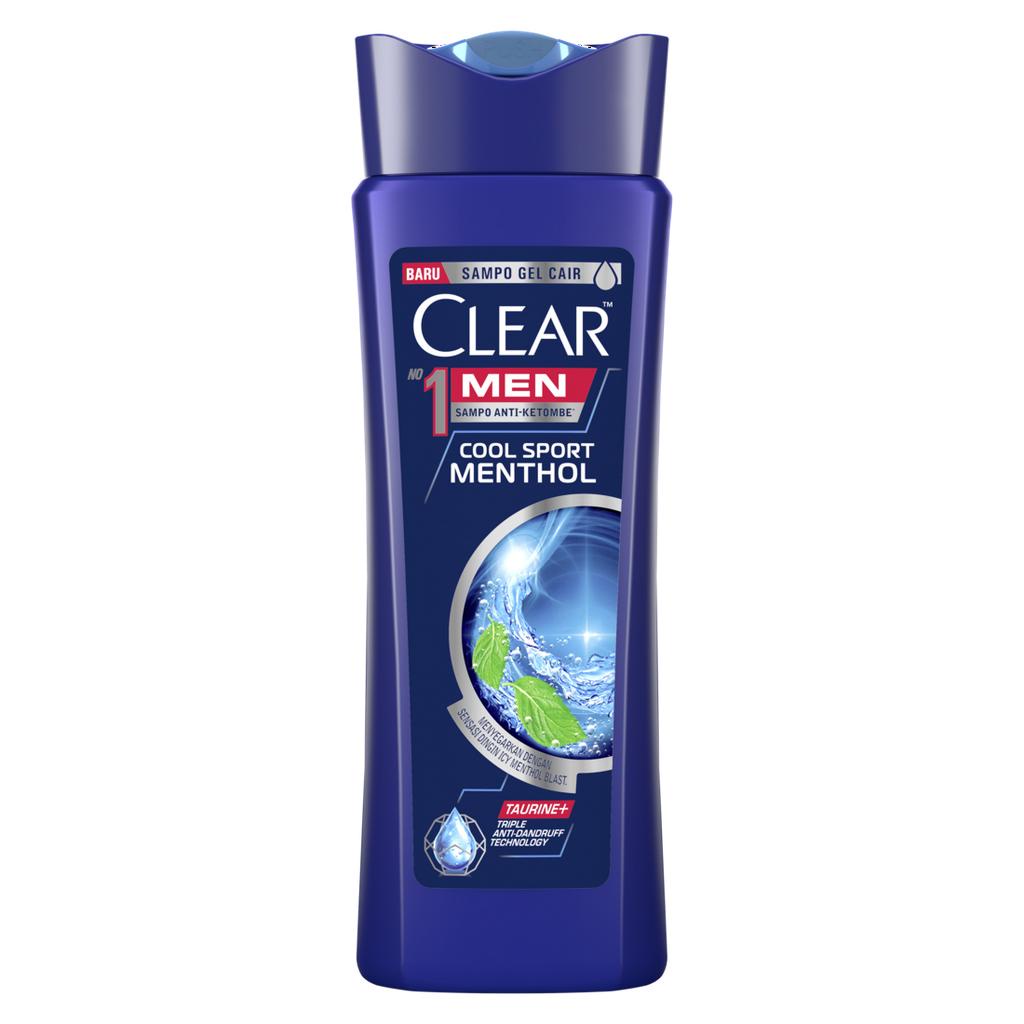 BARU SAMPO GEL CAIR
CLEAR™
NO 1 MEN
SAMPO ANTI-KETOMBE*
COOL SPORT
MENTHOL
MENYEGARKAN DENGAN
SENSASI DINGIN ICY MENTHOL BLAST.
TAURINE+
TRIPLE
ANTI-DANDRUFF
TECHNOLOGY